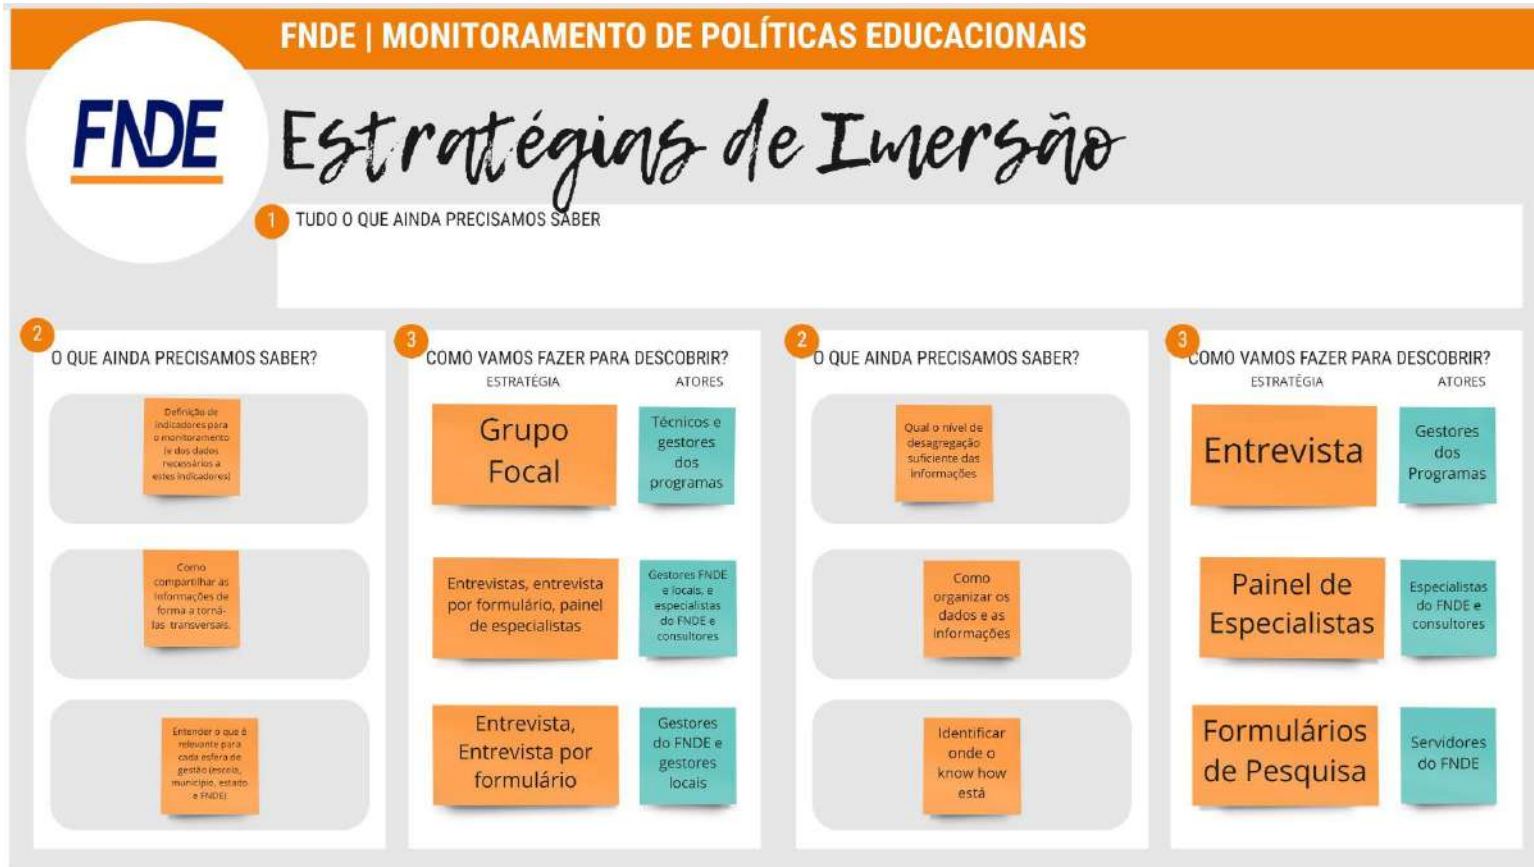 FNDE | MONITORAMENTO DE POLÍTICAS EDUCACIONAIS
FNDE
Estratégias de Imersão
1 TUDO O QUE AINDA PRECISAMOS SABER
2
O QUE AINDA PRECISAMOS SABER?
Definição de
indicadores para
o monitoramento
(e dos dados
necessários a
estes indicadores)
Como
compartilhar as
informações de
forma a torná-
las transversais.
Entender o que é
relevante para
cada esfera de
gestão (escola,
município, estado
e FNDE)
3
COMO VAMOS FAZER PARA DESCOBRIR?
ESTRATÉGIA ATORES
Grupo
Focal
Técnicos e
gestores
dos
programas
Entrevistas, entrevista
por formulário, painel
de especialistas
Gestores FNDE
e locais, e
especialistas
do FNDE e
consultores
Entrevista,
Entrevista por
formulário
Gestores
do FNDE e
gestores
locais
2
O QUE AINDA PRECISAMOS SABER?
Qual o nível de
desagregação
suficiente das
informações
Como
organizar os
dados e as
informações
Identificar
onde o
know how
está
3
COMO VAMOS FAZER PARA DESCOBRIR?
ESTRATÉGIA ATORES
Entrevista
Gestores
dos
Programas
Painel de
Especialistas
Especialistas
do FNDE e
consultores
Formulários
de Pesquisa
Servidores
do FNDE